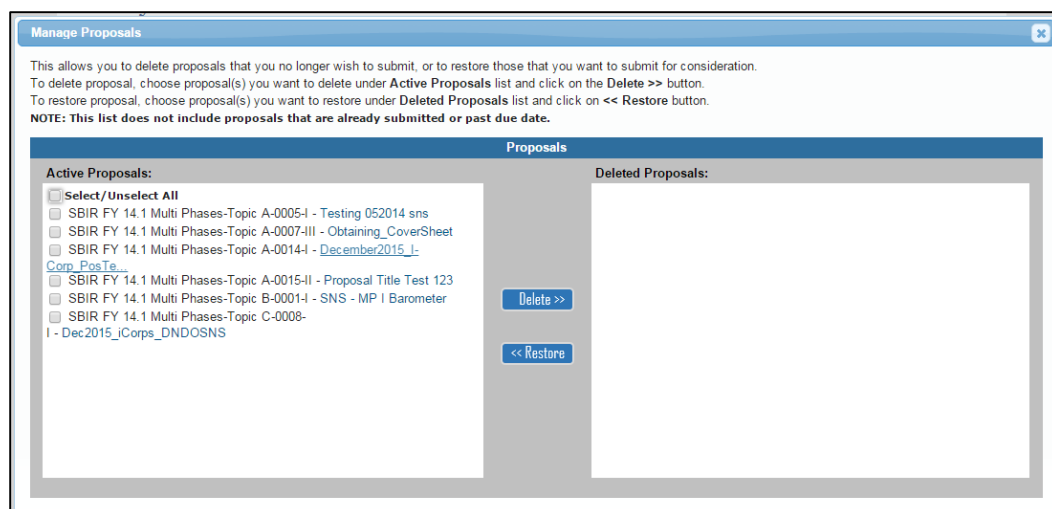 Manage Proposals
This allows you to delete proposals that you no longer wish to submit, or to restore those that you want to submit for consideration.
To delete proposal, choose proposal(s) you want to delete under Active Proposals list and click on the Delete >> button.
To restore proposal, choose proposal(s) you want to restore under Deleted Proposals list and click on << Restore button.
NOTE: This list does not include proposals that are already submitted or past due date.
Proposals
Active Proposals:
Select/Unselect All
SBIR FY 14.1 Multi Phases-Topic A-0005-I - Testing 052014 sns
SBIR FY 14.1 Multi Phases-Topic A-0007-III - Obtaining_CoverSheet
SBIR FY 14.1 Multi Phases-Topic A-0014-I - December2015_I-
Corp_PosTe...
SBIR FY 14.1 Multi Phases-Topic A-0015-II - Proposal Title Test 123
SBIR FY 14.1 Multi Phases-Topic B-0001-I - SNS - MP I Barometer
SBIR FY 14.1 Multi Phases-Topic C-0008-
I - Dec2015_iCorps_DNDOSNS
Delete >>
<< Restore
Deleted Proposals: